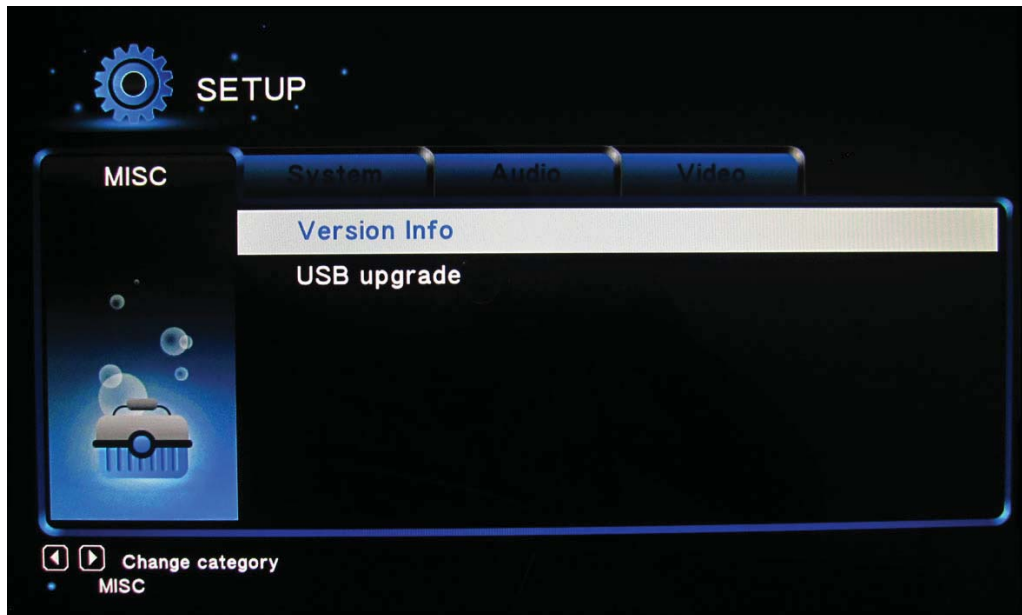 SETUP
MISC System Audio Video
Version Info
USB upgrade
Change category
MISC